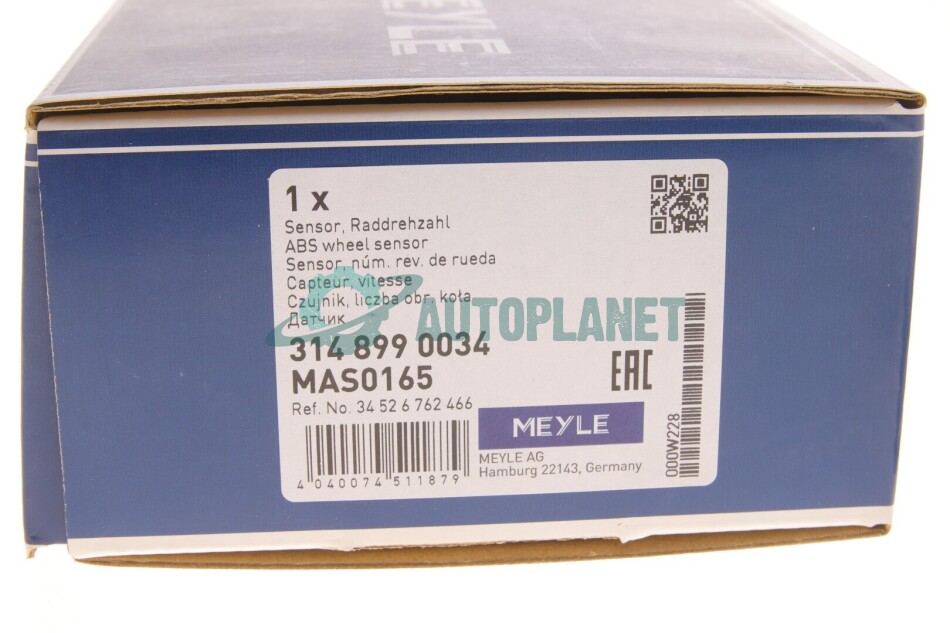 MEYLE
1 x
Sensor, Raddrehzahl
ABS wheel sensor
Sensor, núm. rev. de rueda
Capteur, vitesse
Czujnik, liczba obr. koła
Датчик
AUTOPLANET
314 899 0034
MAS0165
EAC
Ref. No. 34 52 6 762 466
MEYLE
MEYLE AG
Hamburg 22143, Germany
4 040074 511879
000W228